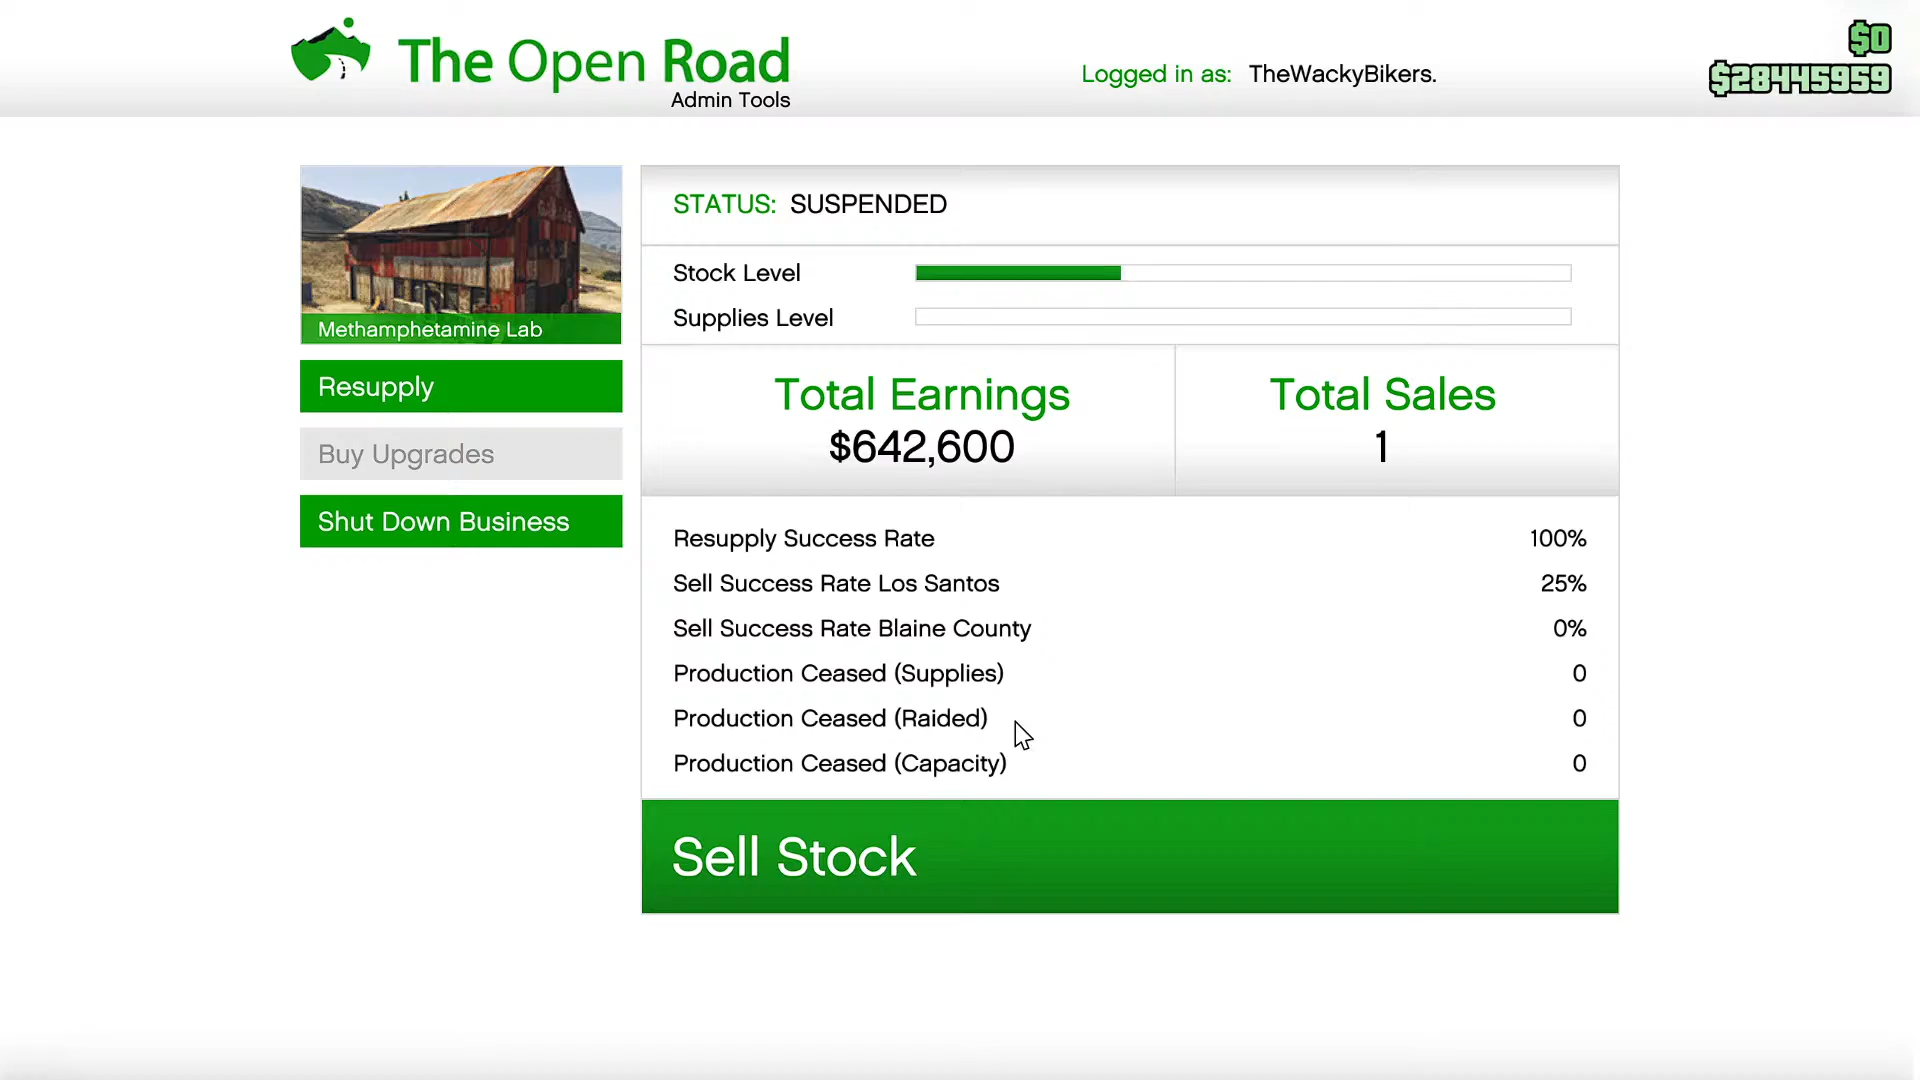 The Open Road
Admin Tools
Logged in as: TheWackyBikers.
$0
$28445959
Methamphetamine Lab
Resupply
Buy Upgrades
Shut Down Business
STATUS: SUSPENDED
Stock Level
Supplies Level
Total Earnings
$642,600
Total Sales
1
Resupply Success Rate 100%
Sell Success Rate Los Santos 25%
Sell Success Rate Blaine County 0%
Production Ceased (Supplies) 0
Production Ceased (Raided) 0
Production Ceased (Capacity) 0
Sell Stock